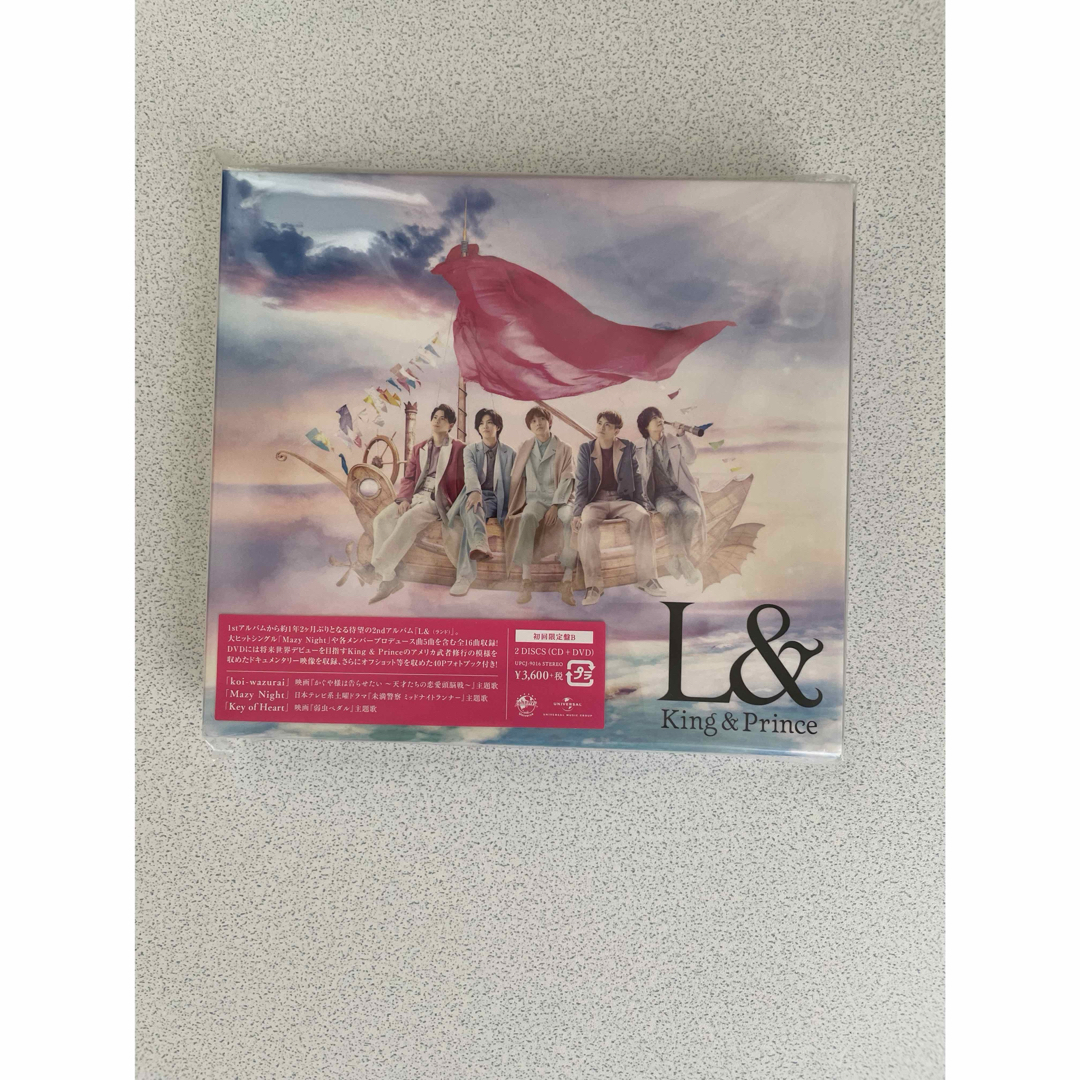 L&
King & Prince
1stアルバムから約1年2ヶ月ぶりとなる待望の2ndアルバム「L&(ランド)」。
大ヒットシングル「Mazy Night」や各メンバープロデュース曲5曲を含む全16曲収録!
DVDには将来世界デビューを目指すKing & Princeのアメリカ武者修行の模様を
収めたドキュメンタリー映像を収録、さらにオフショット等を収めた40Pフォトブック付き!
「koi-wazurai」 映画『かぐや様は告らせたい ～天才たちの恋愛頭脳戦～』主題歌
「Mazy Night」 日本テレビ系土曜ドラマ『未満警察 ミッドナイトランナー』主題歌
「Key of Heart」 映画『弱虫ペダル』主題歌
初回限定盤B
2 DISCS (CD + DVD)
UPCJ-9016 STEREO
¥3,600+税
プラ
UNIVERSAL
UNIVERSAL MUSIC GROUP